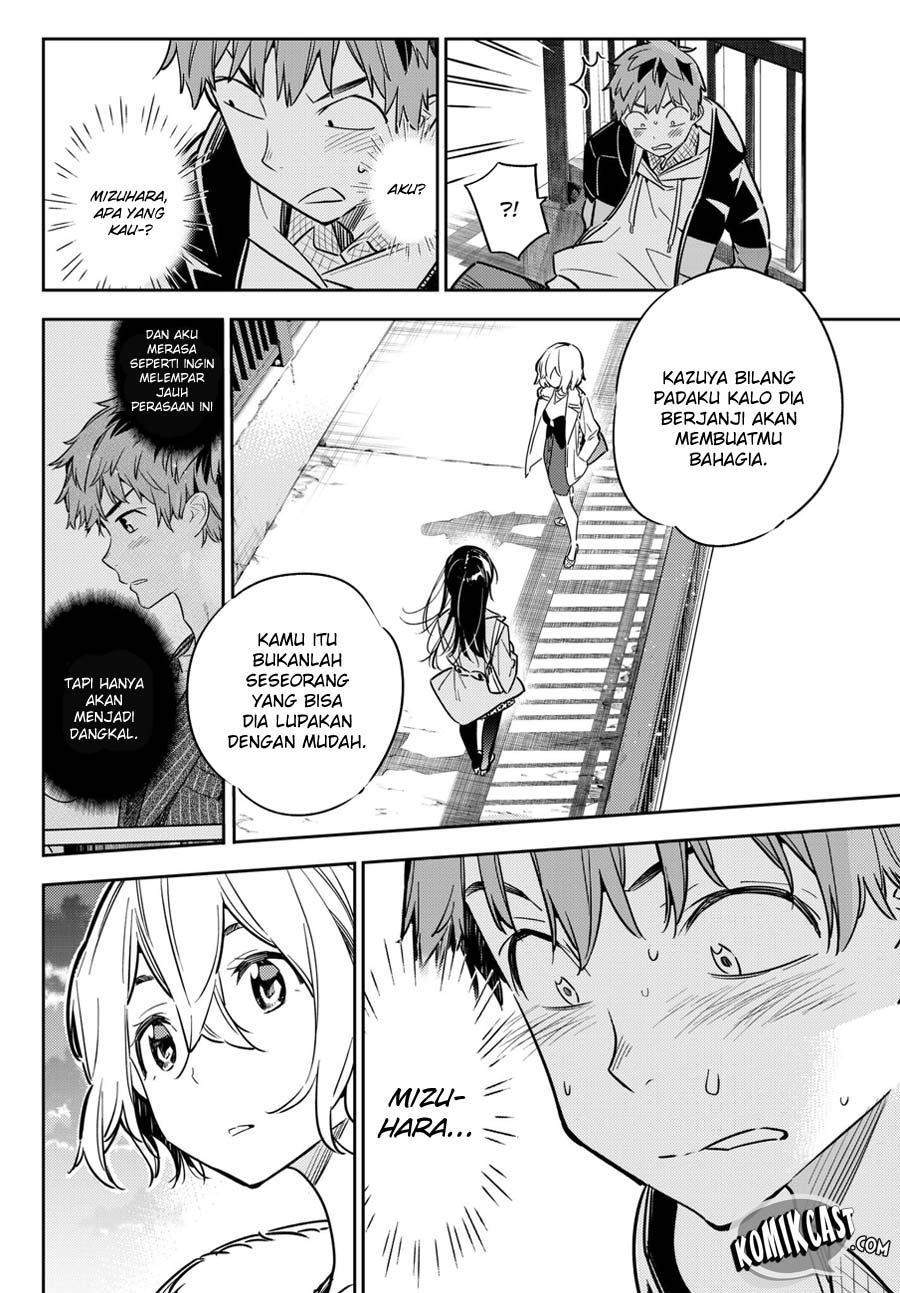 ?!
AKU?
MIZUHARA,
APA YANG
KAU-?
KAZUYA BILANG
PADAKU KALO DIA
BERJANJI AKAN
MEMBUATMU
BAHAGIA.
KAMU ITU
BUKANLAH
SESEORANG
YANG BISA
DIA LUPAKAN
DENGAN MUDAH.
DAN AKU
MERASA
SEPERTI INGIN
MELEMPAR
JAUH
PERASAAN INI
TAPI HANYA
AKAN
MENJADI
DANGKAL.
MIZU-
HARA...
KOMIKCAST.COM